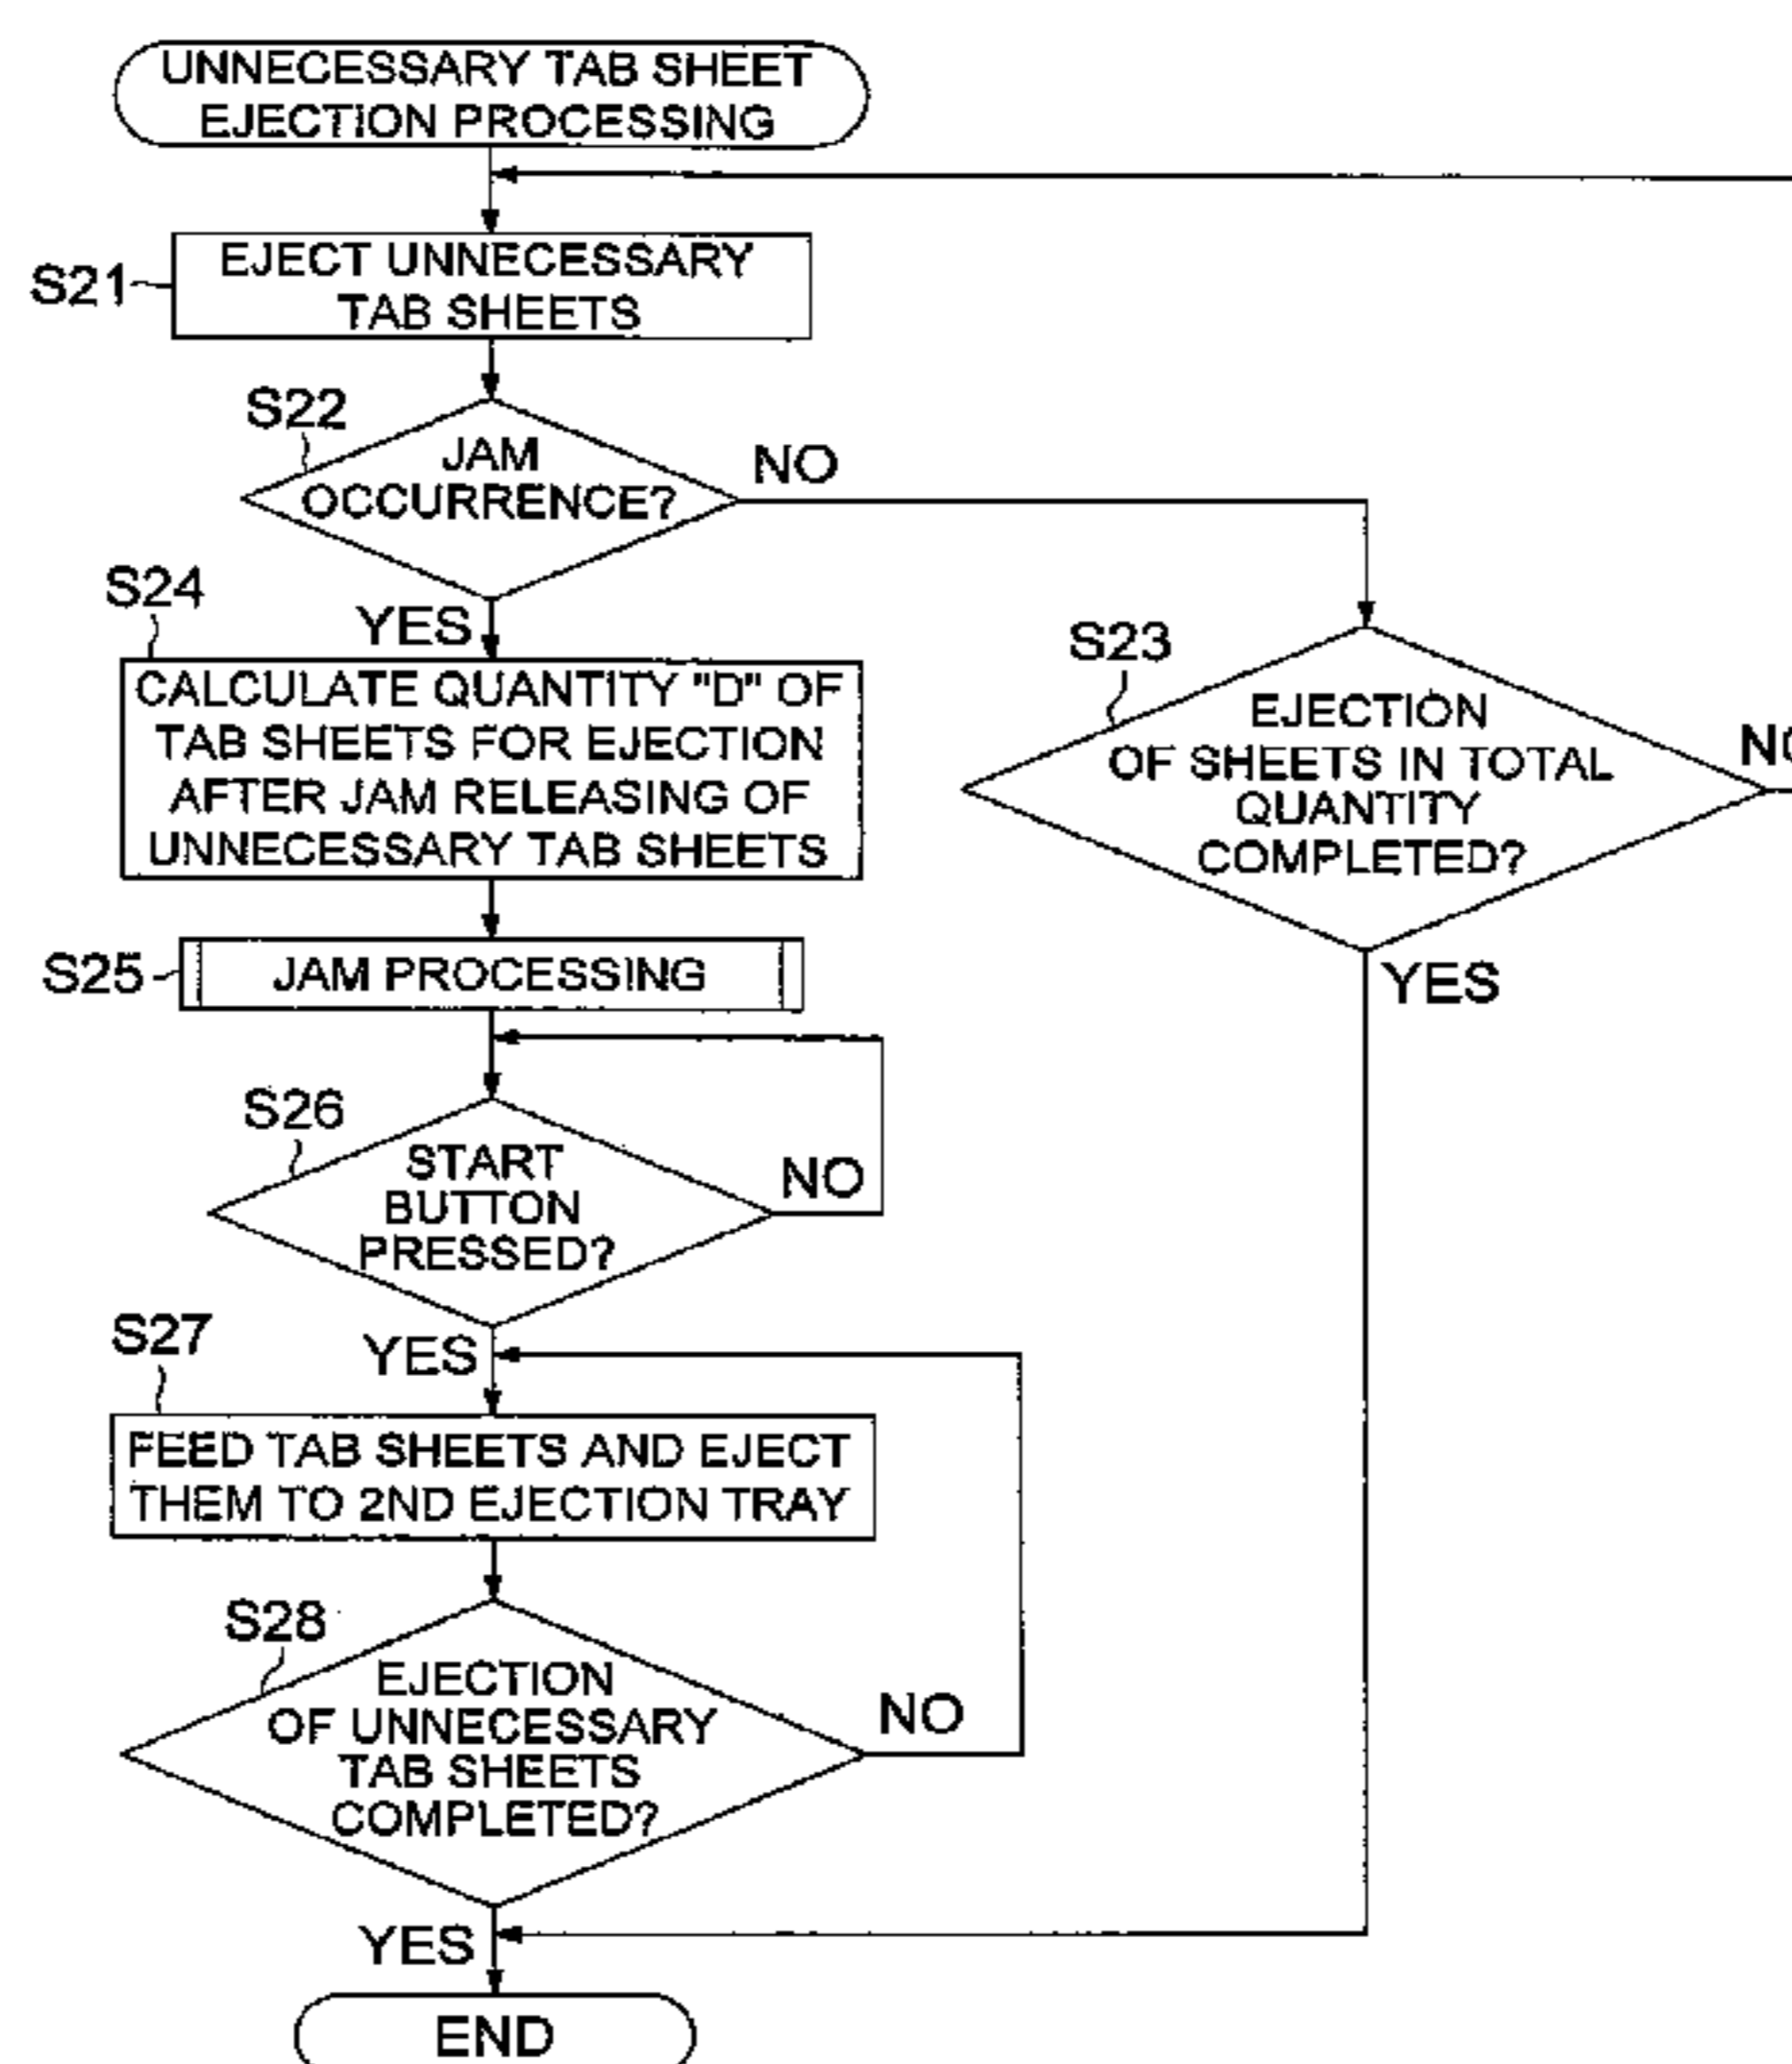 UNNECESSARY TAB SHEET
EJECTION PROCESSING
S21
EJECT UNNECESSARY
TAB SHEETS
S22
JAM
OCCURRENCE?
NO
YES
S24
CALCULATE QUANTITY "D" OF
TAB SHEETS FOR EJECTION
AFTER JAM RELEASING OF
UNNECESSARY TAB SHEETS
S23
EJECTION
OF SHEETS IN TOTAL
QUANTITY
COMPLETED?
NO
YES
S25
JAM PROCESSING
S26
START
BUTTON
PRESSED?
NO
YES
S27
FEED TAB SHEETS AND EJECT
THEM TO 2ND EJECTION TRAY
S28
EJECTION
OF UNNECESSARY
TAB SHEETS
COMPLETED?
NO
YES
END